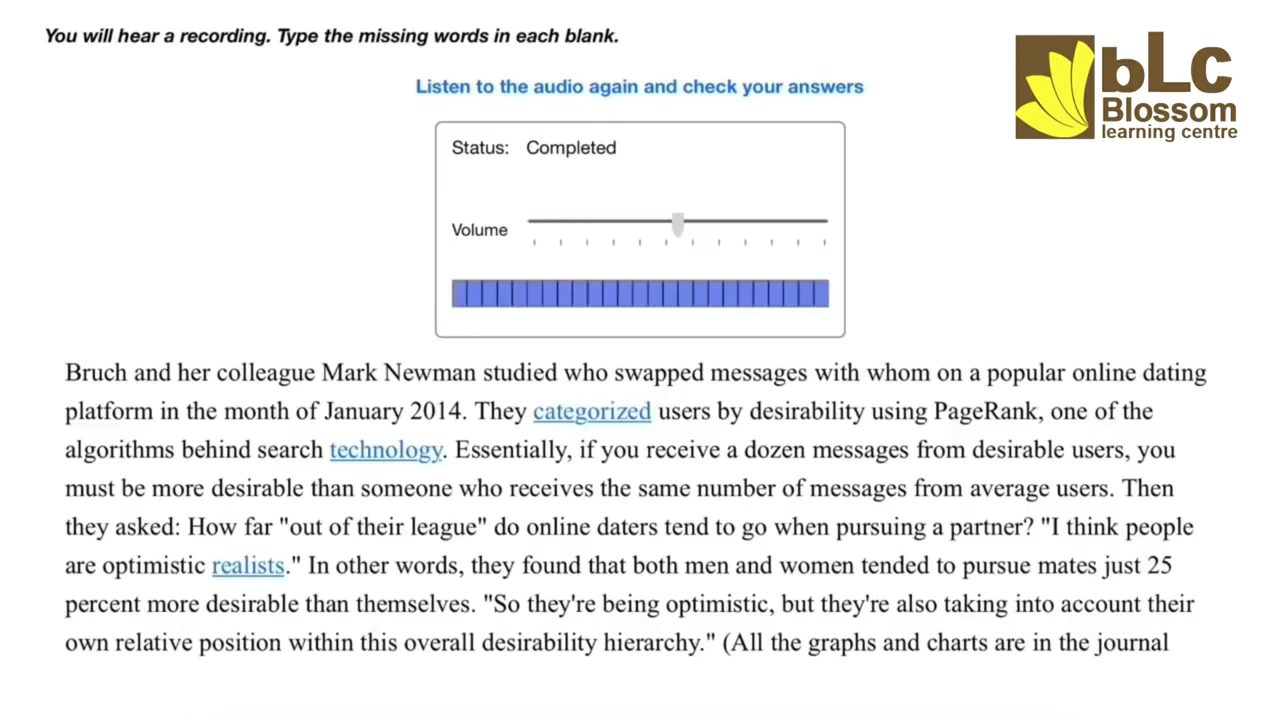 You will hear a recording. Type the missing words in each blank.
bLc
Blossom
learning centre
Listen to the audio again and check your answers
Status: Completed
Volume
Bruch and her colleague Mark Newman studied who swapped messages with whom on a popular online dating
platform in the month of January 2014. They categorized users by desirability using PageRank, one of the
algorithms behind search technology. Essentially, if you receive a dozen messages from desirable users, you
must be more desirable than someone who receives the same number of messages from average users. Then
they asked: How far "out of their league" do online daters tend to go when pursuing a partner? "I think people
are optimistic realists." In other words, they found that both men and women tended to pursue mates just 25
percent more desirable than themselves. "So they're being optimistic, but they're also taking into account their
own relative position within this overall desirability hierarchy." (All the graphs and charts are in the journal